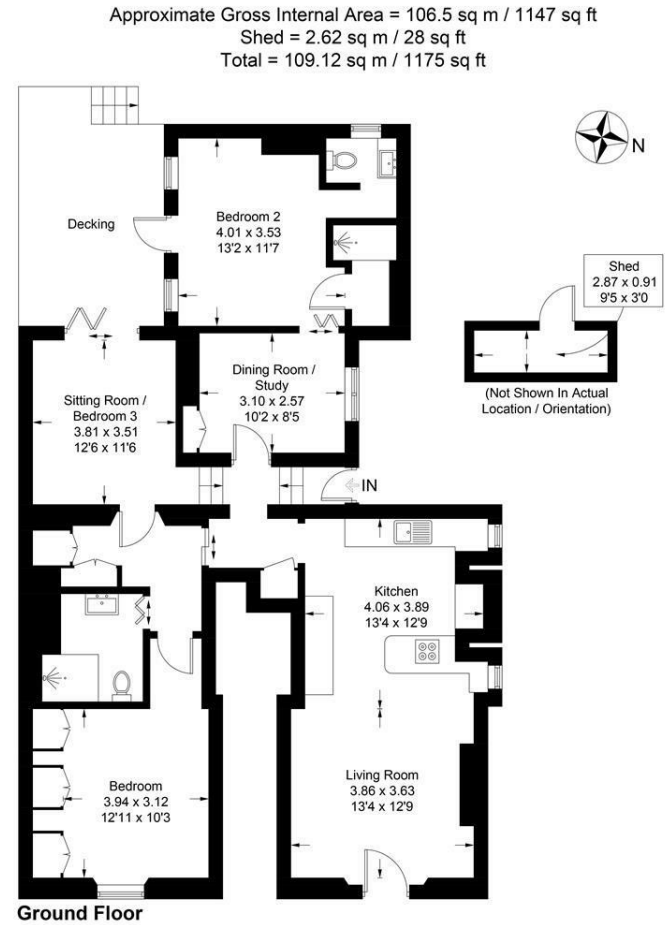 Approximate Gross Internal Area = 106.5 sq m / 1147 sq ft
Shed = 2.62 sq m / 28 sq ft
Total = 109.12 sq m / 1175 sq ft
N
Decking
Bedroom 2
4.01 x 3.53
13'2 x 11'7
Shed
2.87 x 0.91
9'5 x 3'0
(Not Shown In Actual
Location / Orientation)
Dining Room /
Study
3.10 x 2.57
10'2 x 8'5
Sitting Room /
Bedroom 3
3.81 x 3.51
12'6 x 11'6
IN
Kitchen
4.06 x 3.89
13'4 x 12'9
Living Room
3.86 x 3.63
13'4 x 12'9
Bedroom
3.94 x 3.12
12'11 x 10'3
Ground Floor